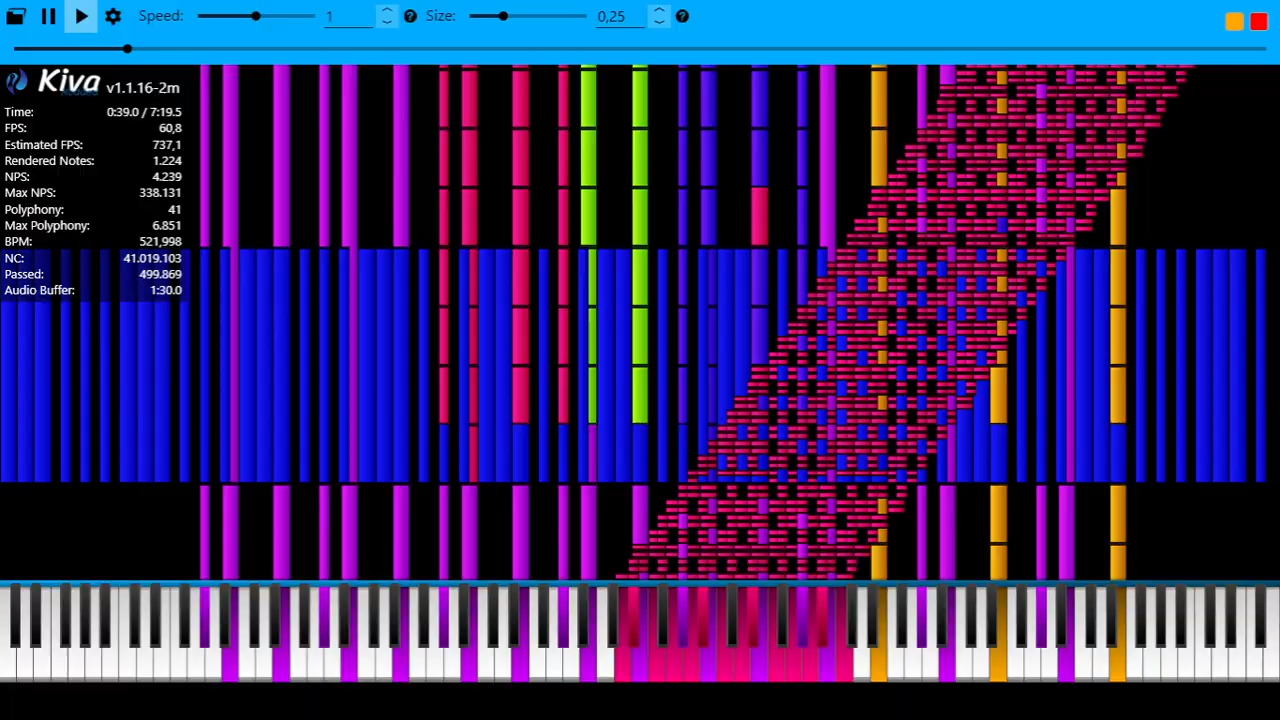 Speed: 1 Size: 0,25
Kiva v1.1.16-2m
Time: 0:39.0 / 7:19.5
FPS: 60,8
Estimated FPS: 737,1
Rendered Notes: 1.224
NPS: 4.239
Max NPS: 338.131
Polyphony: 41
Max Polyphony: 6.851
BPM: 521,998
NC: 41.019.103
Passed: 499.869
Audio Buffer: 1:30.0